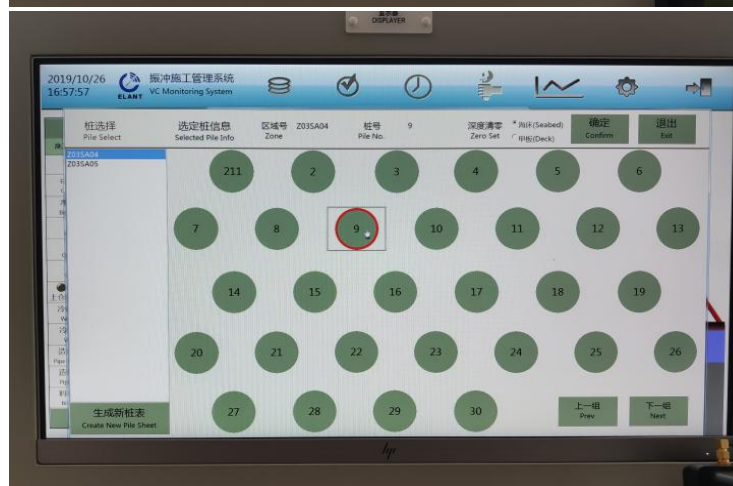 DISPLAYER
2019/10/26
16:57:57
ELANT
振冲施工管理系统
VC Monitoring System
桩选择
Pile Select
选定桩信息
Selected Pile Info
区域号 Z03SA04
Zone
桩号 9
Pile No.
深度清零
Zero Set
海床(Seabed)
甲板(Deck)
确定
Confirm
退出
Exit
Z03SA04
Z03SA05
211 2 3 4 5 6
7 8 9 10 11 12 13
14 15 16 17 18 19
20 21 22 23 24 25 26
27 28 29 30
上一组
Prev
下一组
Next
生成新桩表
Create New Pile Sheet
hp